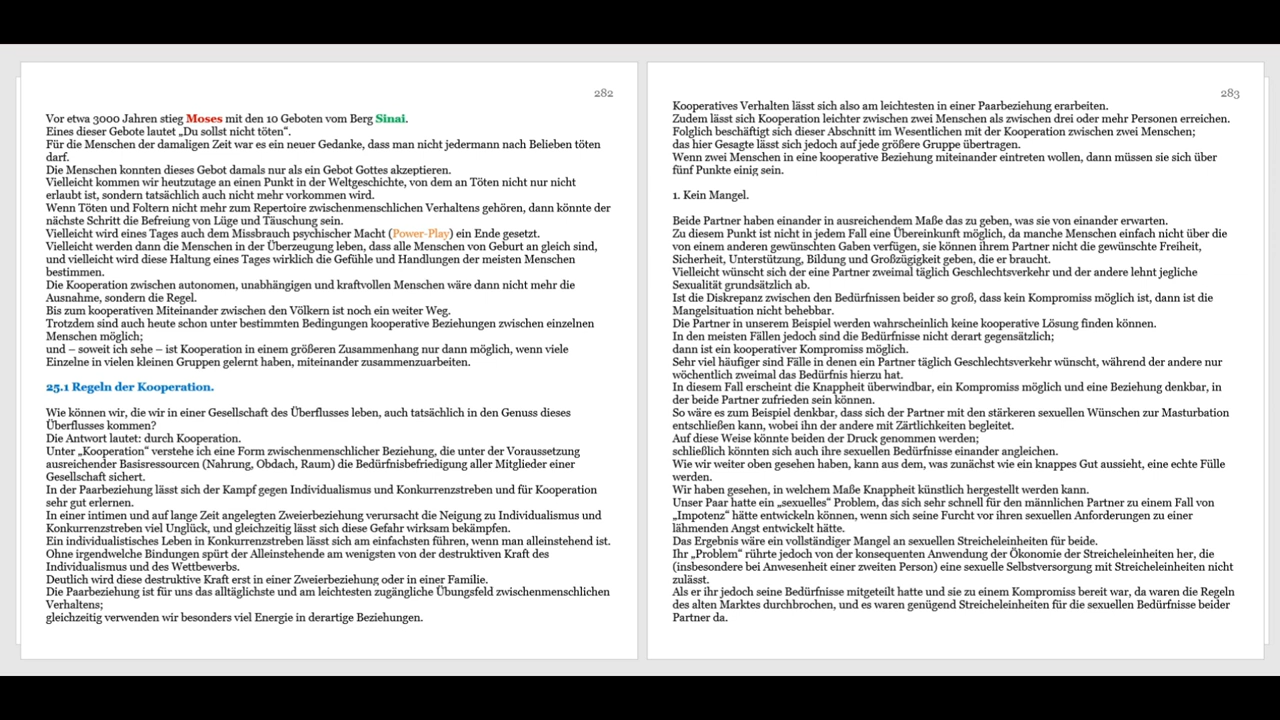 282
Vor etwa 3000 Jahren stieg Moses mit den 10 Geboten vom Berg Sinai.
Eines dieser Gebote lautet „Du sollst nicht töten“.
Für die Menschen der damaligen Zeit war es ein neuer Gedanke, dass man nicht jedermann nach Belieben töten
darf.
Die Menschen konnten dieses Gebot damals nur als ein Gebot Gottes akzeptieren.
Vielleicht kommen wir heutzutage an einen Punkt in der Weltgeschichte, von dem an Töten nicht nur nicht
erlaubt ist, sondern tatsächlich auch nicht mehr vorkommen wird.
Wenn Töten und Foltern nicht mehr zum Repertoire zwischenmenschlichen Verhaltens gehören, dann könnte der
nächste Schritt die Befreiung von Lüge und Täuschung sein.
Vielleicht wird eines Tages auch dem Missbrauch psychischer Macht (Power-Play) ein Ende gesetzt.
Vielleicht werden dann die Menschen in der Überzeugung leben, dass alle Menschen von Geburt an gleich sind,
und vielleicht wird diese Haltung eines Tages wirklich die Gefühle und Handlungen der meisten Menschen
bestimmen.
Die Kooperation zwischen autonomen, unabhängigen und kraftvollen Menschen wäre dann nicht mehr die
Ausnahme, sondern die Regel.
Bis zum kooperativen Miteinander zwischen den Völkern ist noch ein weiter Weg.
Trotzdem sind auch heute schon unter bestimmten Bedingungen kooperative Beziehungen zwischen einzelnen
Menschen möglich;
und – soweit ich sehe – ist Kooperation in einem größeren Zusammenhang nur dann möglich, wenn viele
Einzelne in vielen kleinen Gruppen gelernt haben, miteinander zusammenzuarbeiten.
25.1 Regeln der Kooperation.
Wie können wir, die wir in einer Gesellschaft des Überflusses leben, auch tatsächlich in den Genuss dieses
Überflusses kommen?
Die Antwort lautet: durch Kooperation.
Unter „Kooperation“ verstehe ich eine Form zwischenmenschlicher Beziehung, die unter der Voraussetzung
ausreichender Basisressourcen (Nahrung, Obdach, Raum) die Bedürfnisbefriedigung aller Mitglieder einer
Gesellschaft sichert.
In der Paarbeziehung lässt sich der Kampf gegen Individualismus und Konkurrenzstreben und für Kooperation
sehr gut erlernen.
In einer intimen und auf lange Zeit angelegten Zweierbeziehung verursacht die Neigung zu Individualismus und
Konkurrenzstreben viel Unglück, und gleichzeitig lässt sich diese Gefahr wirksam bekämpfen.
Ein individualistisches Leben in Konkurrenzstreben lässt sich am einfachsten führen, wenn man alleinstehend ist.
Ohne irgendwelche Bindungen spürt der Alleinstehende am wenigsten von der destruktiven Kraft des
Individualismus und des Wettbewerbs.
Deutlich wird diese destruktive Kraft erst in einer Zweierbeziehung oder in einer Familie.
Die Paarbeziehung ist für uns das alltäglichste und am leichtesten zugängliche Übungsfeld zwischenmenschlichen
Verhaltens;
gleichzeitig verwenden wir besonders viel Energie in derartige Beziehungen.
283
Kooperatives Verhalten lässt sich also am leichtesten in einer Paarbeziehung erarbeiten.
Zudem lässt sich Kooperation leichter zwischen zwei Menschen als zwischen drei oder mehr Personen erreichen.
Folglich beschäftigt sich dieser Abschnitt im Wesentlichen mit der Kooperation zwischen zwei Menschen;
das hier Gesagte lässt sich jedoch auf jede größere Gruppe übertragen.
Wenn zwei Menschen in eine kooperative Beziehung miteinander eintreten wollen, dann müssen sie sich über
fünf Punkte einig sein.
1. Kein Mangel.
Beide Partner haben einander in ausreichendem Maße das zu geben, was sie von einander erwarten.
Zu diesem Punkt ist nicht in jedem Fall eine Übereinkunft möglich, da manche Menschen einfach nicht über die
von einem anderen gewünschten Gaben verfügen, sie können ihrem Partner nicht die gewünschte Freiheit,
Sicherheit, Unterstützung, Bildung und Großzügigkeit geben, die er braucht.
Vielleicht wünscht sich der eine Partner zweimal täglich Geschlechtsverkehr und der andere lehnt jegliche
Sexualität grundsätzlich ab.
Ist die Diskrepanz zwischen den Bedürfnissen beider so groß, dass kein Kompromiss möglich ist, dann ist die
Mangelsituation nicht behebbar.
Die Partner in unserem Beispiel werden wahrscheinlich keine kooperative Lösung finden können.
In den meisten Fällen jedoch sind die Bedürfnisse nicht derart gegensätzlich;
dann ist ein kooperativer Kompromiss möglich.
Sehr viel häufiger sind Fälle in denen ein Partner täglich Geschlechtsverkehr wünscht, während der andere nur
wöchentlich zweimal das Bedürfnis hierzu hat.
In diesem Fall erscheint die Knappheit überwindbar, ein Kompromiss möglich und eine Beziehung denkbar, in
der beide Partner zufrieden sein können.
So wäre es zum Beispiel denkbar, dass sich der Partner mit den stärkeren sexuellen Wünschen zur Masturbation
entschließen kann, wobei ihn der andere mit Zärtlichkeiten begleitet.
Auf diese Weise könnte beiden der Druck genommen werden;
schließlich könnten sich auch ihre sexuellen Bedürfnisse einander angleichen.
Wie wir weiter oben gesehen haben, kann aus dem, was zunächst wie ein knappes Gut aussieht, eine echte Fülle
werden.
Wir haben gesehen, in welchem Maße Knappheit künstlich hergestellt werden kann.
Unser Paar hatte ein „sexuelles“ Problem, das sich sehr schnell für den männlichen Partner zu einem Fall von
„Impotenz“ hätte entwickeln können, wenn sich seine Furcht vor ihren sexuellen Anforderungen zu einer
lähmenden Angst entwickelt hätte.
Das Ergebnis wäre ein vollständiger Mangel an sexuellen Streicheleinheiten für beide.
Ihr „Problem“ rührte jedoch von der konsequenten Anwendung der Ökonomie der Streicheleinheiten her, die
(insbesondere bei Anwesenheit einer zweiten Person) eine sexuelle Selbstversorgung mit Streicheleinheiten nicht
zulässt.
Als er ihr jedoch seine Bedürfnisse mitgeteilt hatte und sie zu einem Kompromiss bereit war, da waren die Regeln
des alten Marktes durchbrochen, und es waren genügend Streicheleinheiten für die sexuellen Bedürfnisse beider
Partner da.